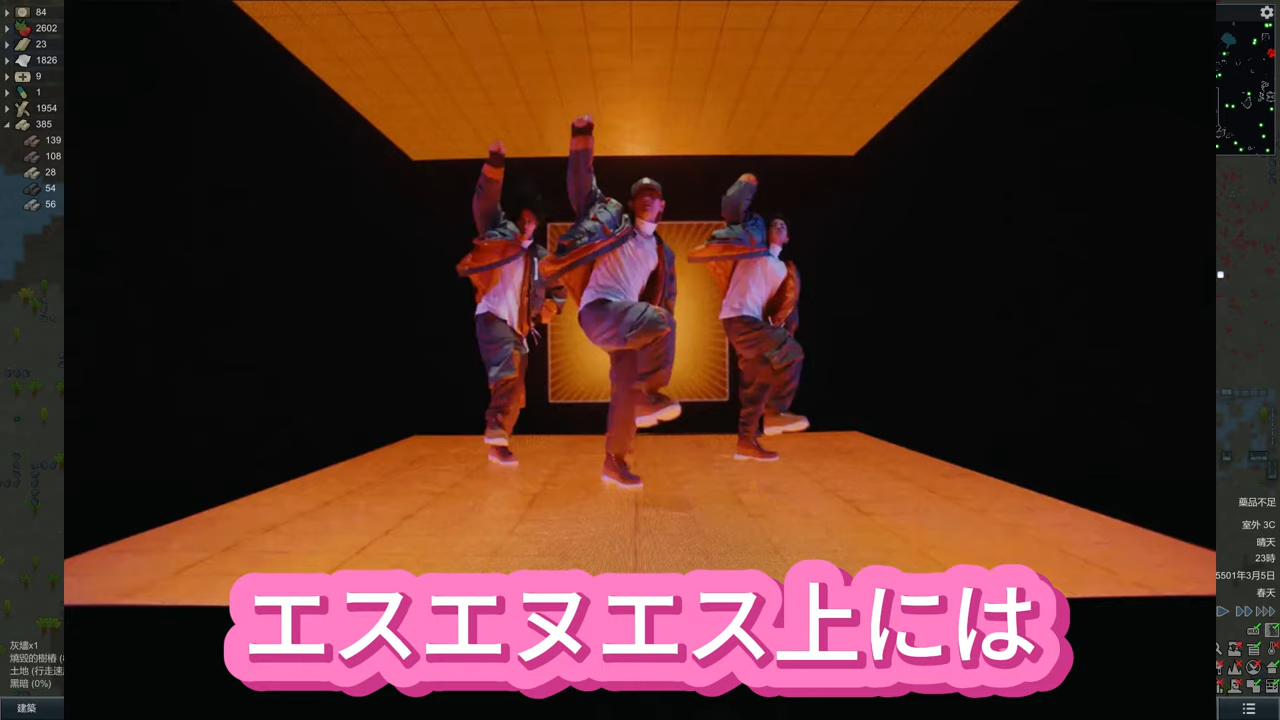 84
2602
23
1826
9
1
1954
385
139
108
28
54
56
藥品不足
室外 3C
晴天
23時
5501年3月5日
春天
エスエヌエス上には
灰燼x1
燒毀的樹樁 (
土地 (行走速
黑暗 (0%)
建築